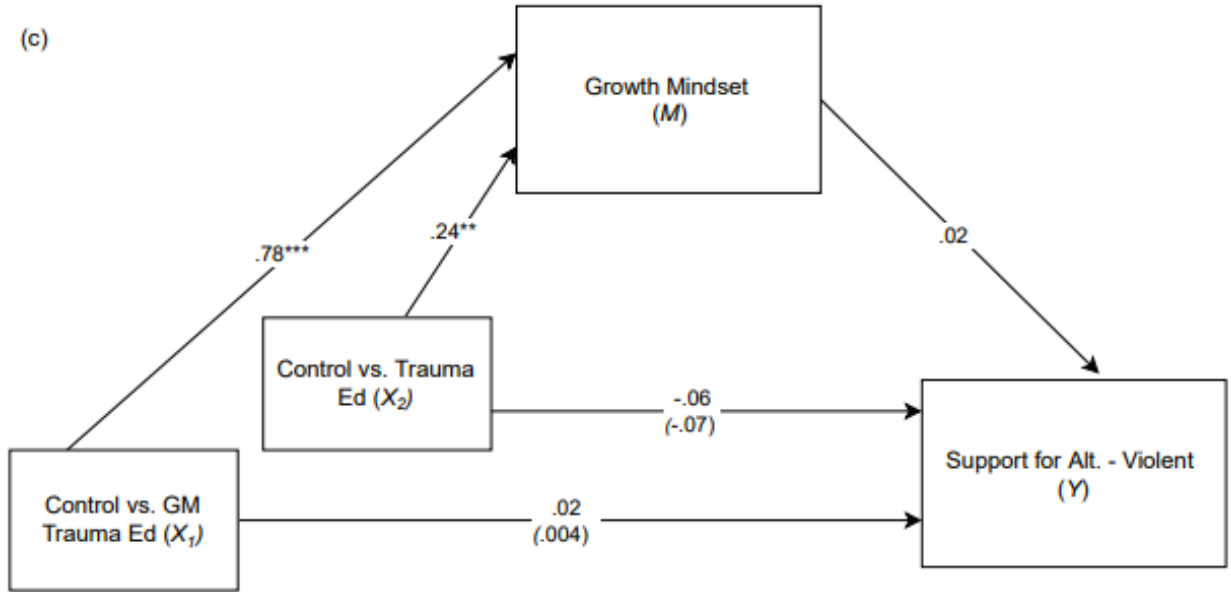 (c)
Growth Mindset
(M)
.78***
.24**
.02
Control vs. Trauma
Ed (X₂)
-.06
(-.07)
Support for Alt. - Violent
(Y)
Control vs. GM
Trauma Ed (X₁)
.02
(.004)